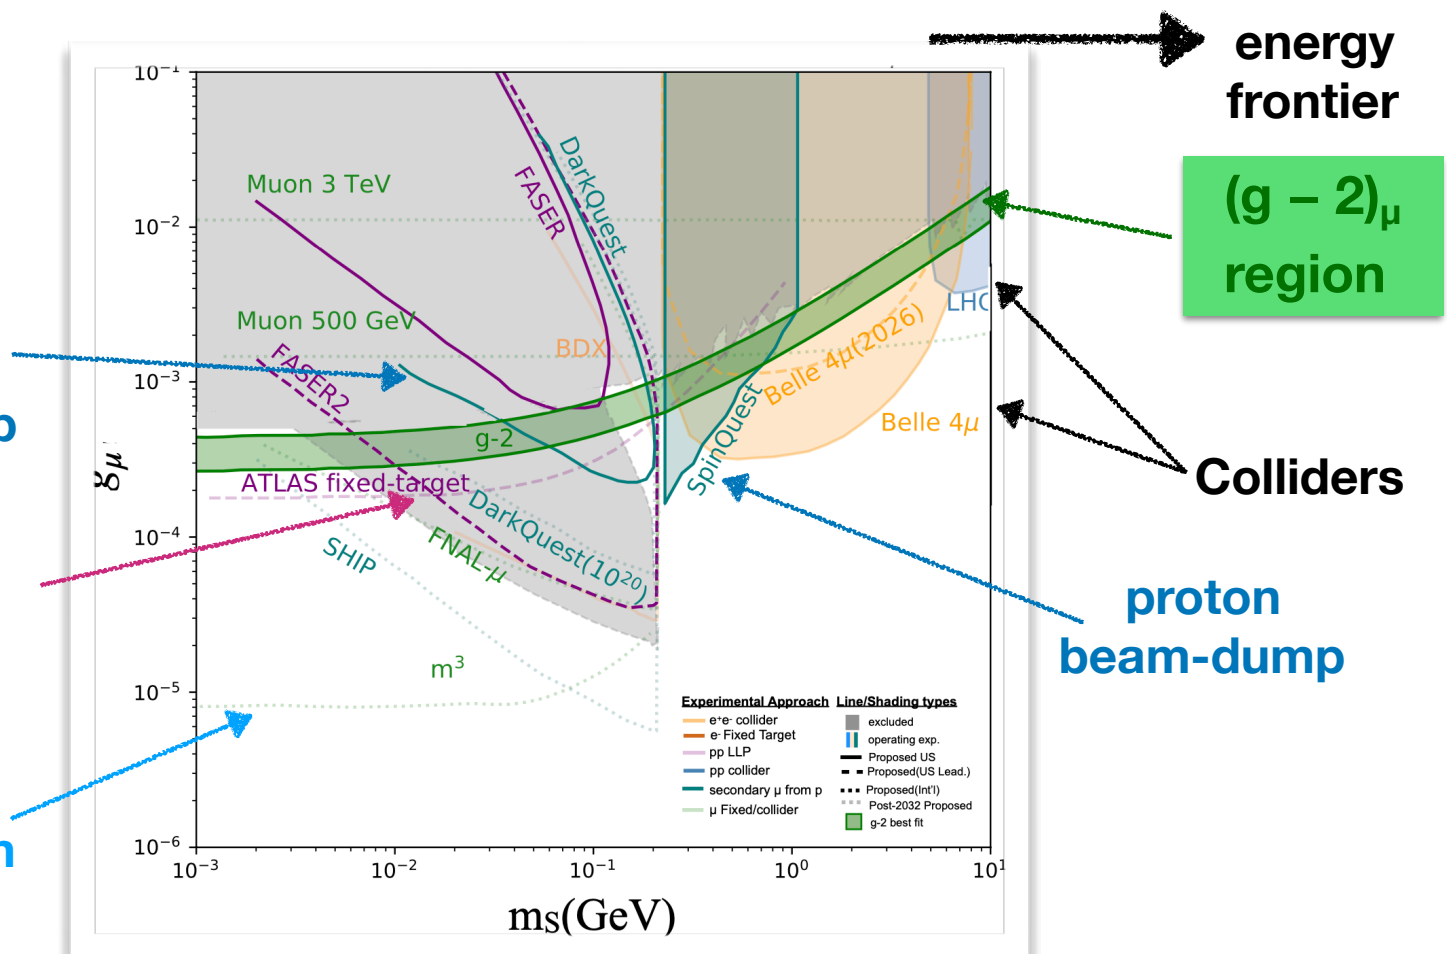 energy
frontier
(g – 2)μ
region
Colliders
proton
beam-dump
p
n
10⁻¹
10⁻²
10⁻³
10⁻⁴
10⁻⁵
10⁻⁶
gμ
Muon 3 TeV
Muon 500 GeV
FASER
DarkQuest
BDX
FASER2
g-2
ATLAS fixed-target
DarkQuest(10²⁰)
FNAL-μ
SHIP
m³
SpinQuest
Belle 4μ(2026)
Belle 4μ
LHC
Experimental Approach
e⁺e⁻ collider
e⁻ Fixed Target
pp LLP
pp collider
secondary μ from p
μ Fixed/collider
Line/Shading types
excluded
operating exp.
Proposed US
Proposed(US Lead.)
Proposed(Int'l)
Post-2032 Proposed
g-2 best fit
10⁻³ 10⁻² 10⁻¹ 10⁰ 10¹
mS(GeV)